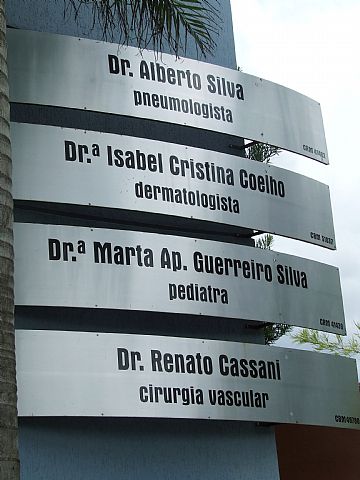 Dr. Alberto Silva
pneumologista
Dr.ª Isabel Cristina Coelho
dermatologista
Dr.ª Marta Ap. Guerreiro Silva
pediatra
Dr. Renato Cassani
cirurgia vascular